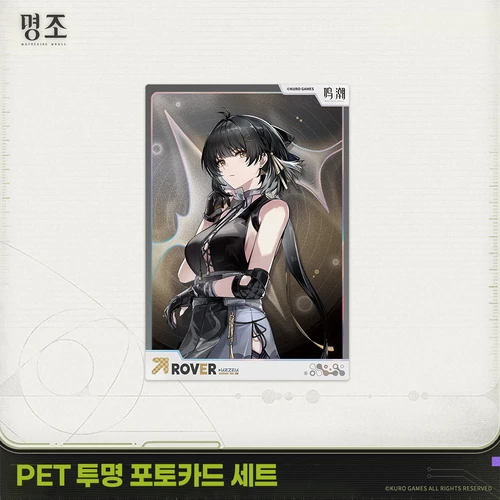 명조
WUTHERING WAVES
©KURO GAMES
鸣潮
ROVER
PET 투명 포토카드 세트
©KURO GAMES ALL RIGHTS RESERVED